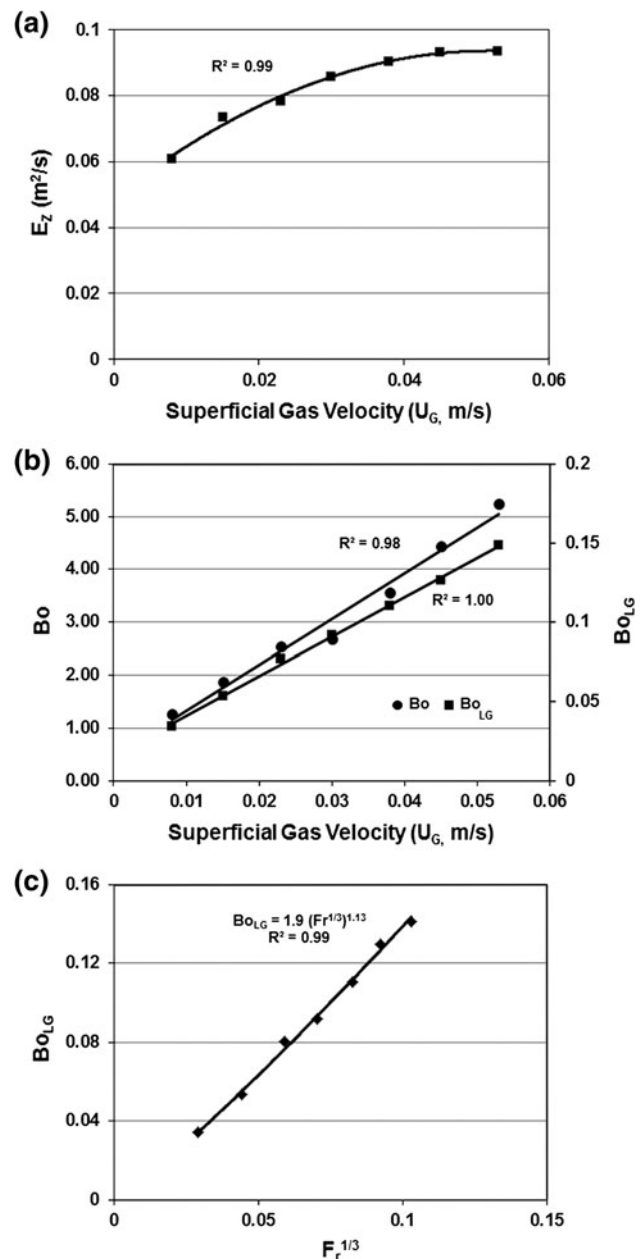 (a)
0.1
0.08
0.06
0.04
0.02
0
R² = 0.99
E_Z (m²/s)
0 0.02 0.04 0.06
Superficial Gas Velocity (U_G, m/s)
(b)
6.00
5.00
4.00
3.00
2.00
1.00
0.00
Bo
0.2
0.15
0.1
0.05
0
Bo_LG
R² = 0.98
R² = 1.00
● Bo ■ Bo_LG
0.01 0.02 0.03 0.04 0.05 0.06
Superficial Gas Velocity (U_G, m/s)
(c)
0.16
0.12
0.08
0.04
0
Bo_LG
Bo_LG = 1.9 (Fr^1/3)^1.13
R² = 0.99
0 0.05 0.1 0.15
F_r^1/3